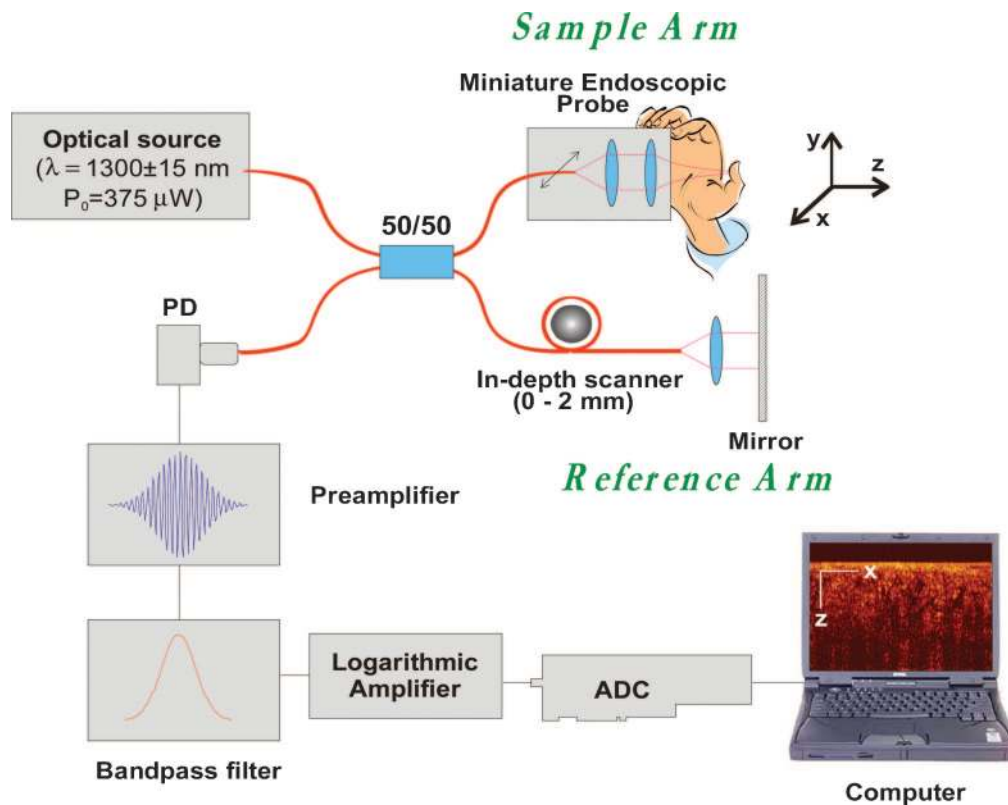 Sample Arm
Miniature Endoscopic
Probe
Optical source
(λ = 1300±15 nm
P₀=375 µW)
y
z
x
50/50
PD
In-depth scanner
(0 - 2 mm)
Mirror
Reference Arm
Preamplifier
x
z
Logarithmic
Amplifier
ADC
Bandpass filter
Computer